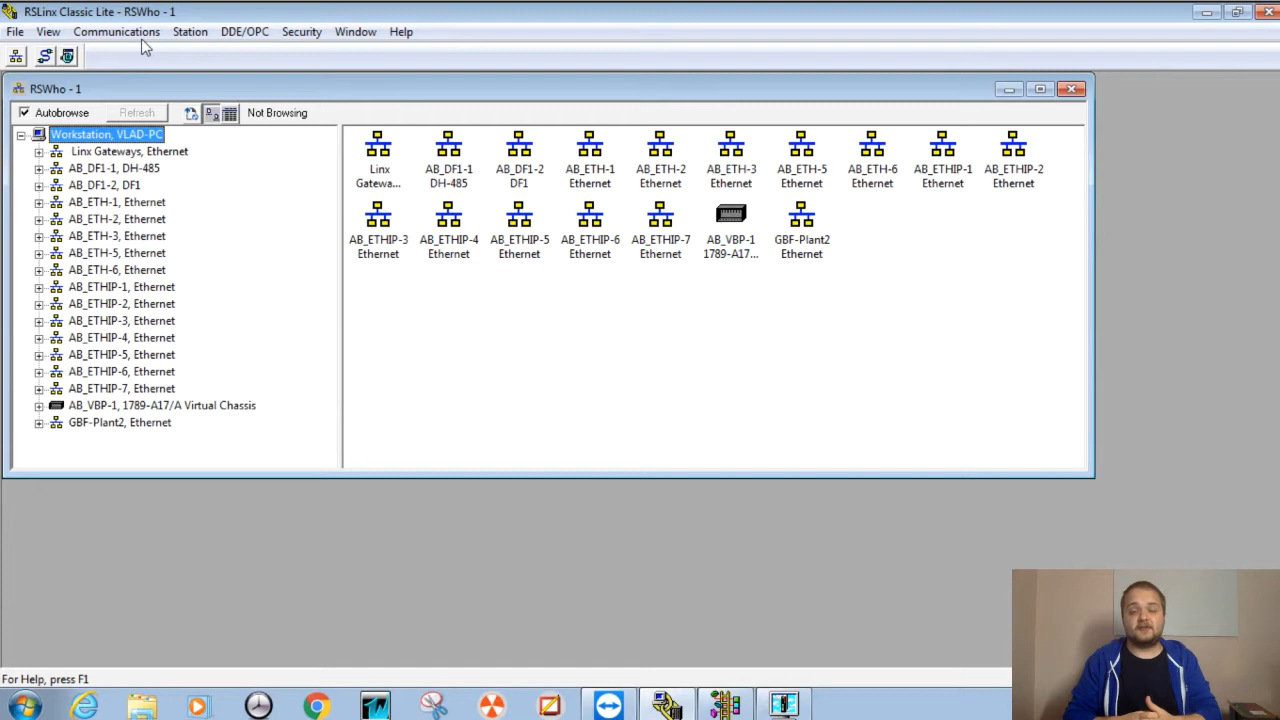 RSLinx Classic Lite - RSWho - 1
File View Communications Station DDE/OPC Security Window Help
RSWho - 1
Autobrowse Refresh Not Browsing
Workstation, VLAD-PC
Linx Gateways, Ethernet
AB_DF1-1, DH-485
AB_DF1-2, DF1
AB_ETH-1, Ethernet
AB_ETH-2, Ethernet
AB_ETH-3, Ethernet
AB_ETH-5, Ethernet
AB_ETH-6, Ethernet
AB_ETHIP-1, Ethernet
AB_ETHIP-2, Ethernet
AB_ETHIP-3, Ethernet
AB_ETHIP-4, Ethernet
AB_ETHIP-5, Ethernet
AB_ETHIP-6, Ethernet
AB_ETHIP-7, Ethernet
AB_VBP-1, 1789-A17/A Virtual Chassis
GBF-Plant2, Ethernet
Linx AB_DF1-1 AB_DF1-2 AB_ETH-1 AB_ETH-2 AB_ETH-3 AB_ETH-5 AB_ETH-6 AB_ETHIP-1 AB_ETHIP-2
Gatewa... DH-485 DF1 Ethernet Ethernet Ethernet Ethernet Ethernet Ethernet Ethernet
AB_ETHIP-3 AB_ETHIP-4 AB_ETHIP-5 AB_ETHIP-6 AB_ETHIP-7 AB_VBP-1 GBF-Plant2
Ethernet Ethernet Ethernet Ethernet Ethernet 1789-A17... Ethernet
For Help, press F1